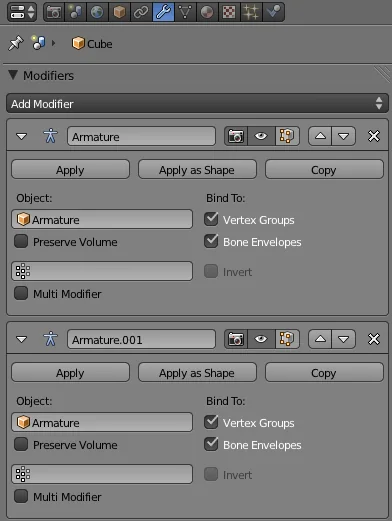 Cube
Modifiers
Add Modifier
Armature
Apply Apply as Shape Copy
Object: Bind To:
Armature Vertex Groups
Preserve Volume Bone Envelopes
Invert
Multi Modifier
Armature.001
Apply Apply as Shape Copy
Object: Bind To:
Armature Vertex Groups
Preserve Volume Bone Envelopes
Invert
Multi Modifier